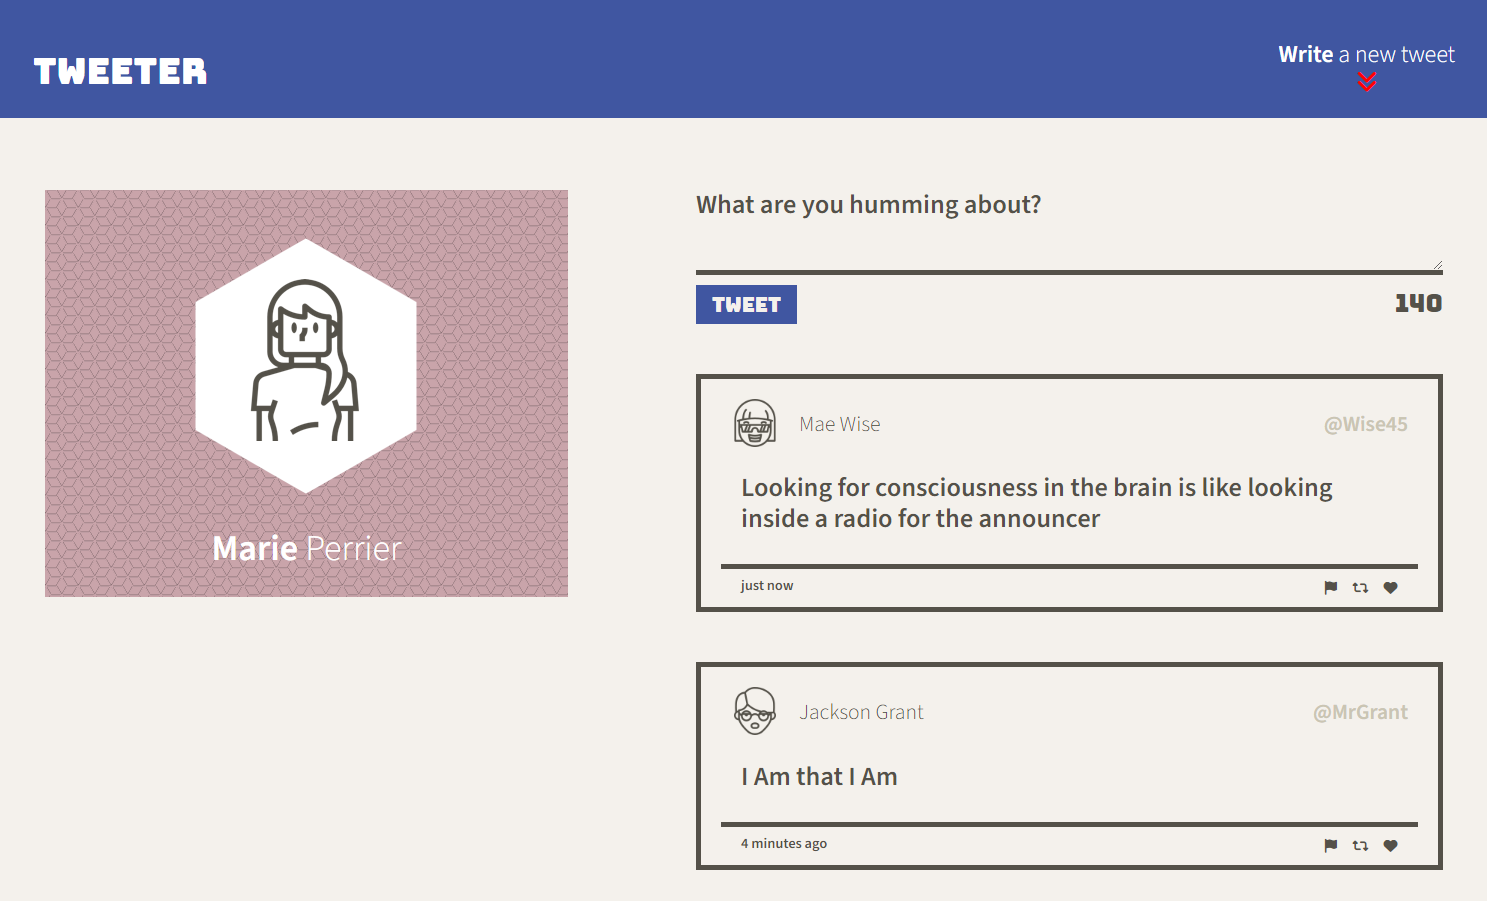 TWEETER
Write a new tweet
Marie Perrier
What are you humming about?
TWEET
140
Mae Wise
@Wise45
Looking for consciousness in the brain is like looking
inside a radio for the announcer
just now
Jackson Grant
@MrGrant
I Am that I Am
4 minutes ago